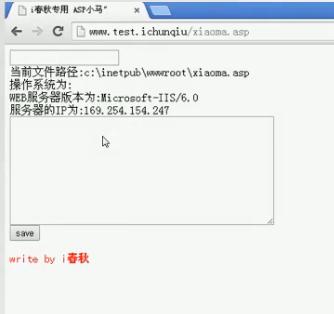 i春秋专用 ASP小马"
www.test.ichunqiu/xiaoma.asp
当前文件路径:c:\inetpub\wwwroot\xiaoma.asp
操作系统为:
WEB服务器版本为:Microsoft-IIS/6.0
服务器的IP为:169.254.154.247
save
write by i春秋